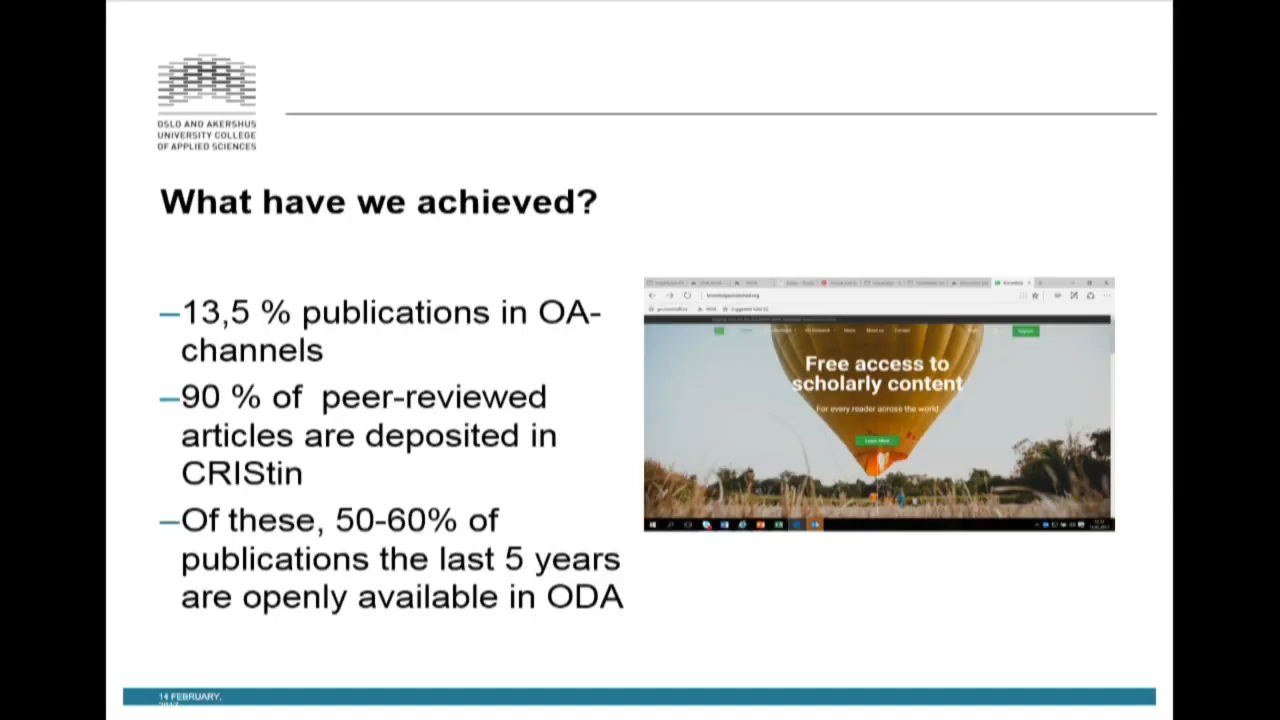 OSLO AND AKERSHUS
UNIVERSITY COLLEGE
OF APPLIED SCIENCES
What have we achieved?
–13,5 % publications in OA-
channels
–90 % of peer-reviewed
articles are deposited in
CRIStin
–Of these, 50-60% of
publications the last 5 years
are openly available in ODA
Free access to
scholarly content
For every reader across the world
Learn More
14 FEBRUARY,